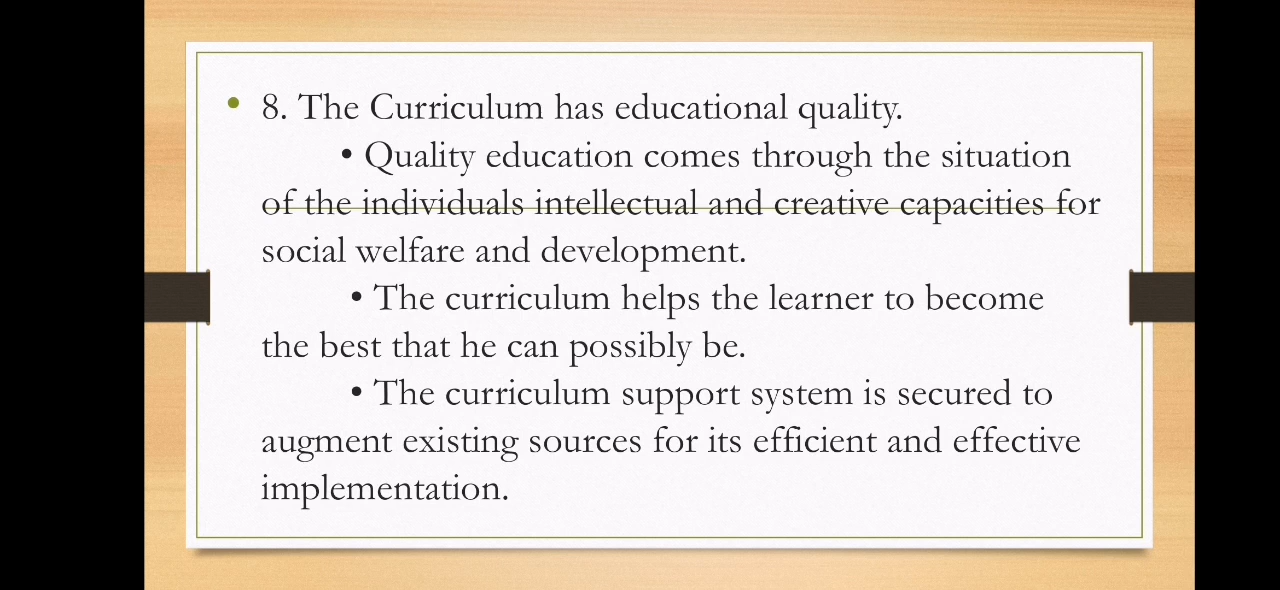 • 8. The Curriculum has educational quality.
• Quality education comes through the situation
of the individuals intellectual and creative capacities for
social welfare and development.
• The curriculum helps the learner to become
the best that he can possibly be.
• The curriculum support system is secured to
augment existing sources for its efficient and effective
implementation.